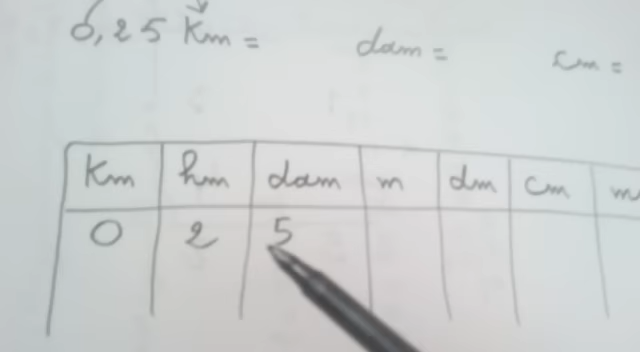 0,25 Km = dam = cm =
Km hm dam m dm cm m
0 2 5